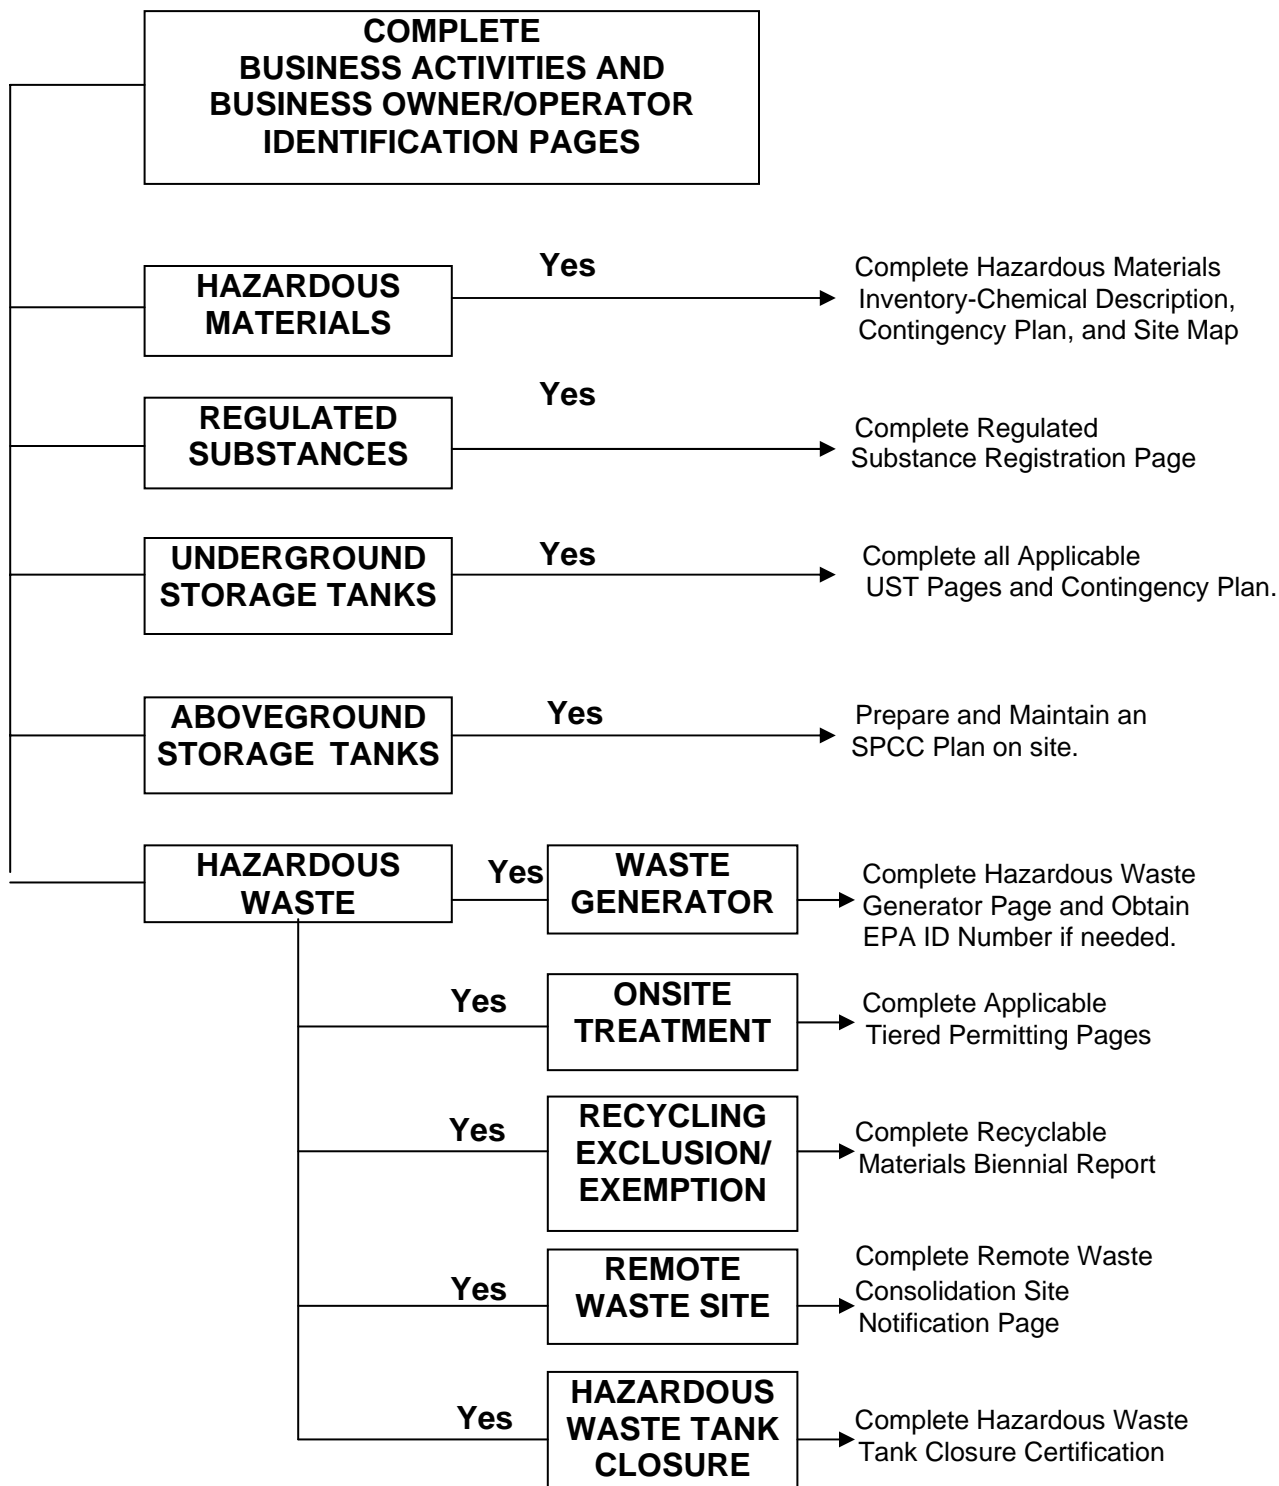 COMPLETE
BUSINESS ACTIVITIES AND
BUSINESS OWNER/OPERATOR
IDENTIFICATION PAGES
HAZARDOUS
MATERIALS
Yes
Complete Hazardous Materials
Inventory-Chemical Description,
Contingency Plan, and Site Map
REGULATED
SUBSTANCES
Yes
Complete Regulated
Substance Registration Page
UNDERGROUND
STORAGE TANKS
Yes
Complete all Applicable
UST Pages and Contingency Plan.
ABOVEGROUND
STORAGE TANKS
Yes
Prepare and Maintain an
SPCC Plan on site.
HAZARDOUS
WASTE
Yes
WASTE
GENERATOR
Complete Hazardous Waste
Generator Page and Obtain
EPA ID Number if needed.
Yes
ONSITE
TREATMENT
Complete Applicable
Tiered Permitting Pages
Yes
RECYCLING
EXCLUSION/
EXEMPTION
Complete Recyclable
Materials Biennial Report
Yes
REMOTE
WASTE SITE
Complete Remote Waste
Consolidation Site
Notification Page
Yes
HAZARDOUS
WASTE TANK
CLOSURE
Complete Hazardous Waste
Tank Closure Certification